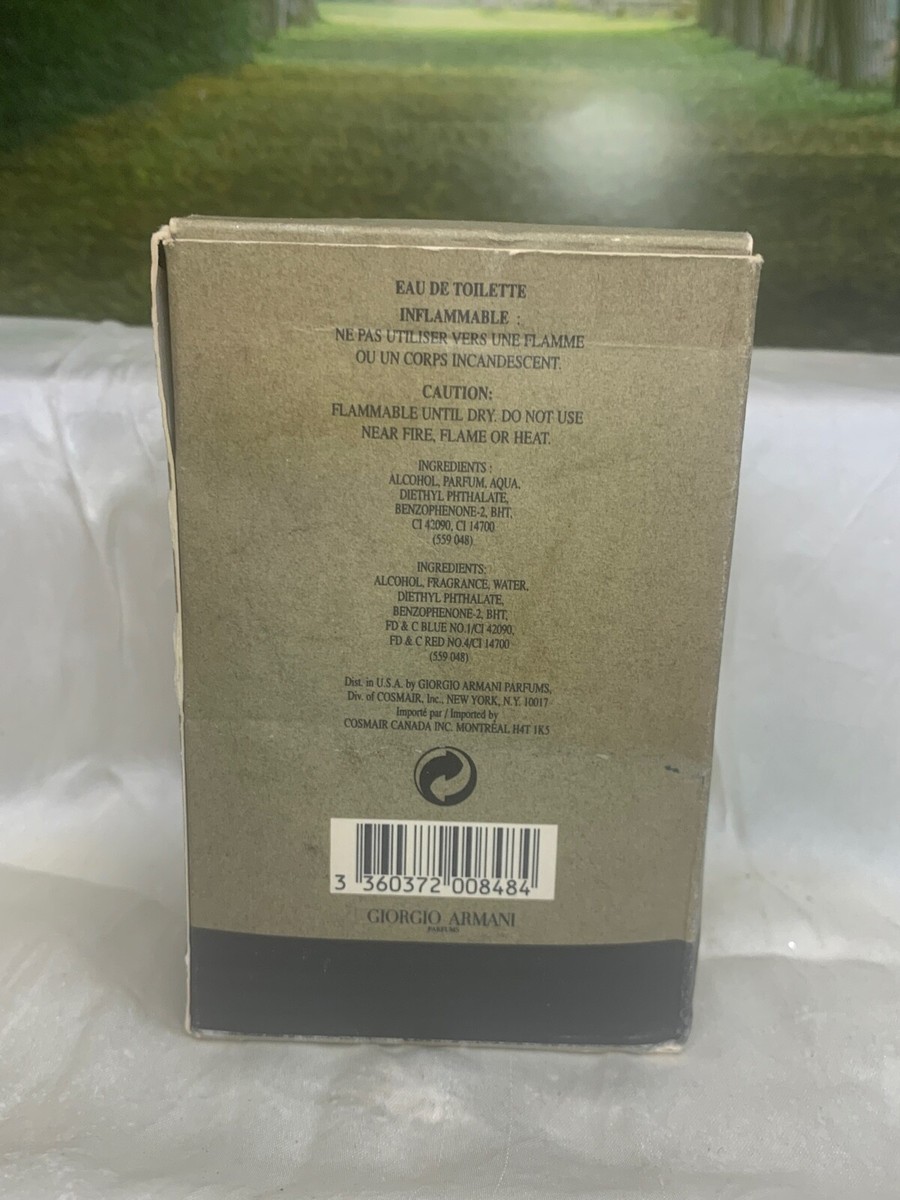 EAU DE TOILETTE
INFLAMMABLE :
NE PAS UTILISER VERS UNE FLAMME
OU UN CORPS INCANDESCENT.
CAUTION:
FLAMMABLE UNTIL DRY. DO NOT USE
NEAR FIRE, FLAME OR HEAT.
INGREDIENTS :
ALCOHOL, PARFUM, AQUA,
DIETHYL PHTHALATE,
BENZOPHENONE-2, BHT,
CI 42090, CI 14700
(559 048)
INGREDIENTS:
ALCOHOL, FRAGRANCE, WATER,
DIETHYL PHTHALATE,
BENZOPHENONE-2, BHT,
FD & C BLUE NO.1/CI 42090,
FD & C RED NO.4/CI 14700
(559 048)
Dist. in U.S.A. by GIORGIO ARMANI PARFUMS,
Div. of COSMAIR, Inc., NEW YORK, N.Y. 10017
Importé par / Imported by
COSMAIR CANADA INC. MONTRÉAL H4T 1K5
3 360372 008484
GIORGIO ARMANI
PARFUMS